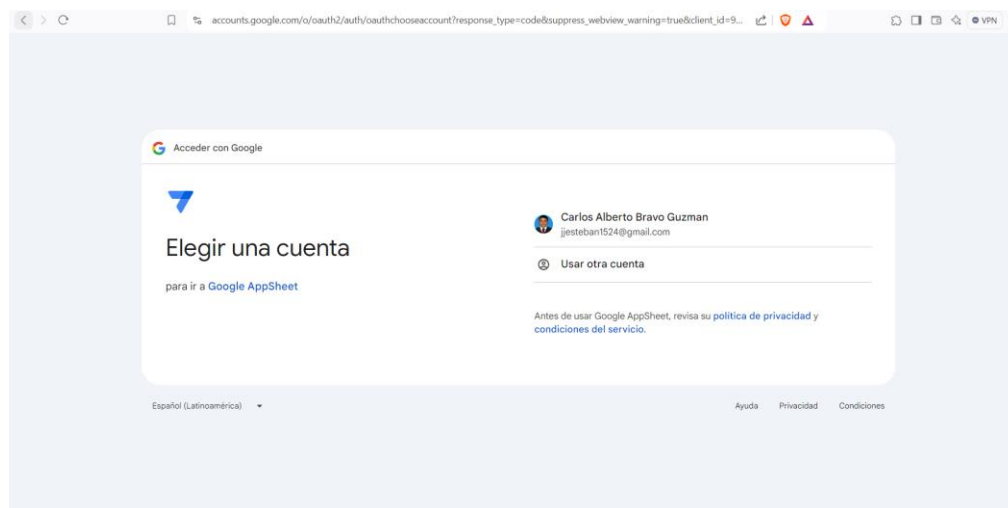 accounts.google.com/o/oauth2/auth/oauthchooseaccount?response_type=code&suppress_webview_warning=true&client_id=9...
VPN
Acceder con Google
Elegir una cuenta
para ir a Google AppSheet
Carlos Alberto Bravo Guzman
jjesteban1524@gmail.com
Usar otra cuenta
Antes de usar Google AppSheet, revisa su política de privacidad y
condiciones del servicio.
Español (Latinoamérica)
Ayuda Privacidad Condiciones